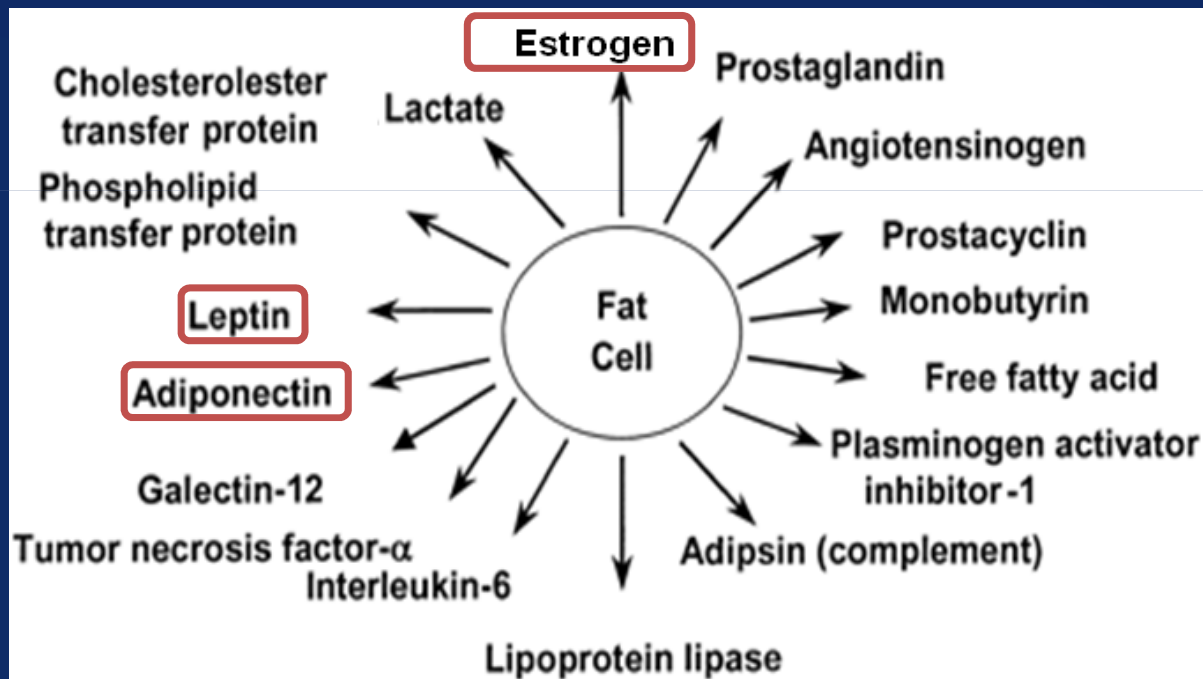 Estrogen
Prostaglandin
Cholesterolester
transfer protein
Lactate
Angiotensinogen
Phospholipid
transfer protein
Prostacyclin
Leptin
Fat
Cell
Monobutyrin
Adiponectin
Free fatty acid
Plasminogen activator
inhibitor-1
Galectin-12
Tumor necrosis factor-α
Interleukin-6
Adipsin (complement)
Lipoprotein lipase